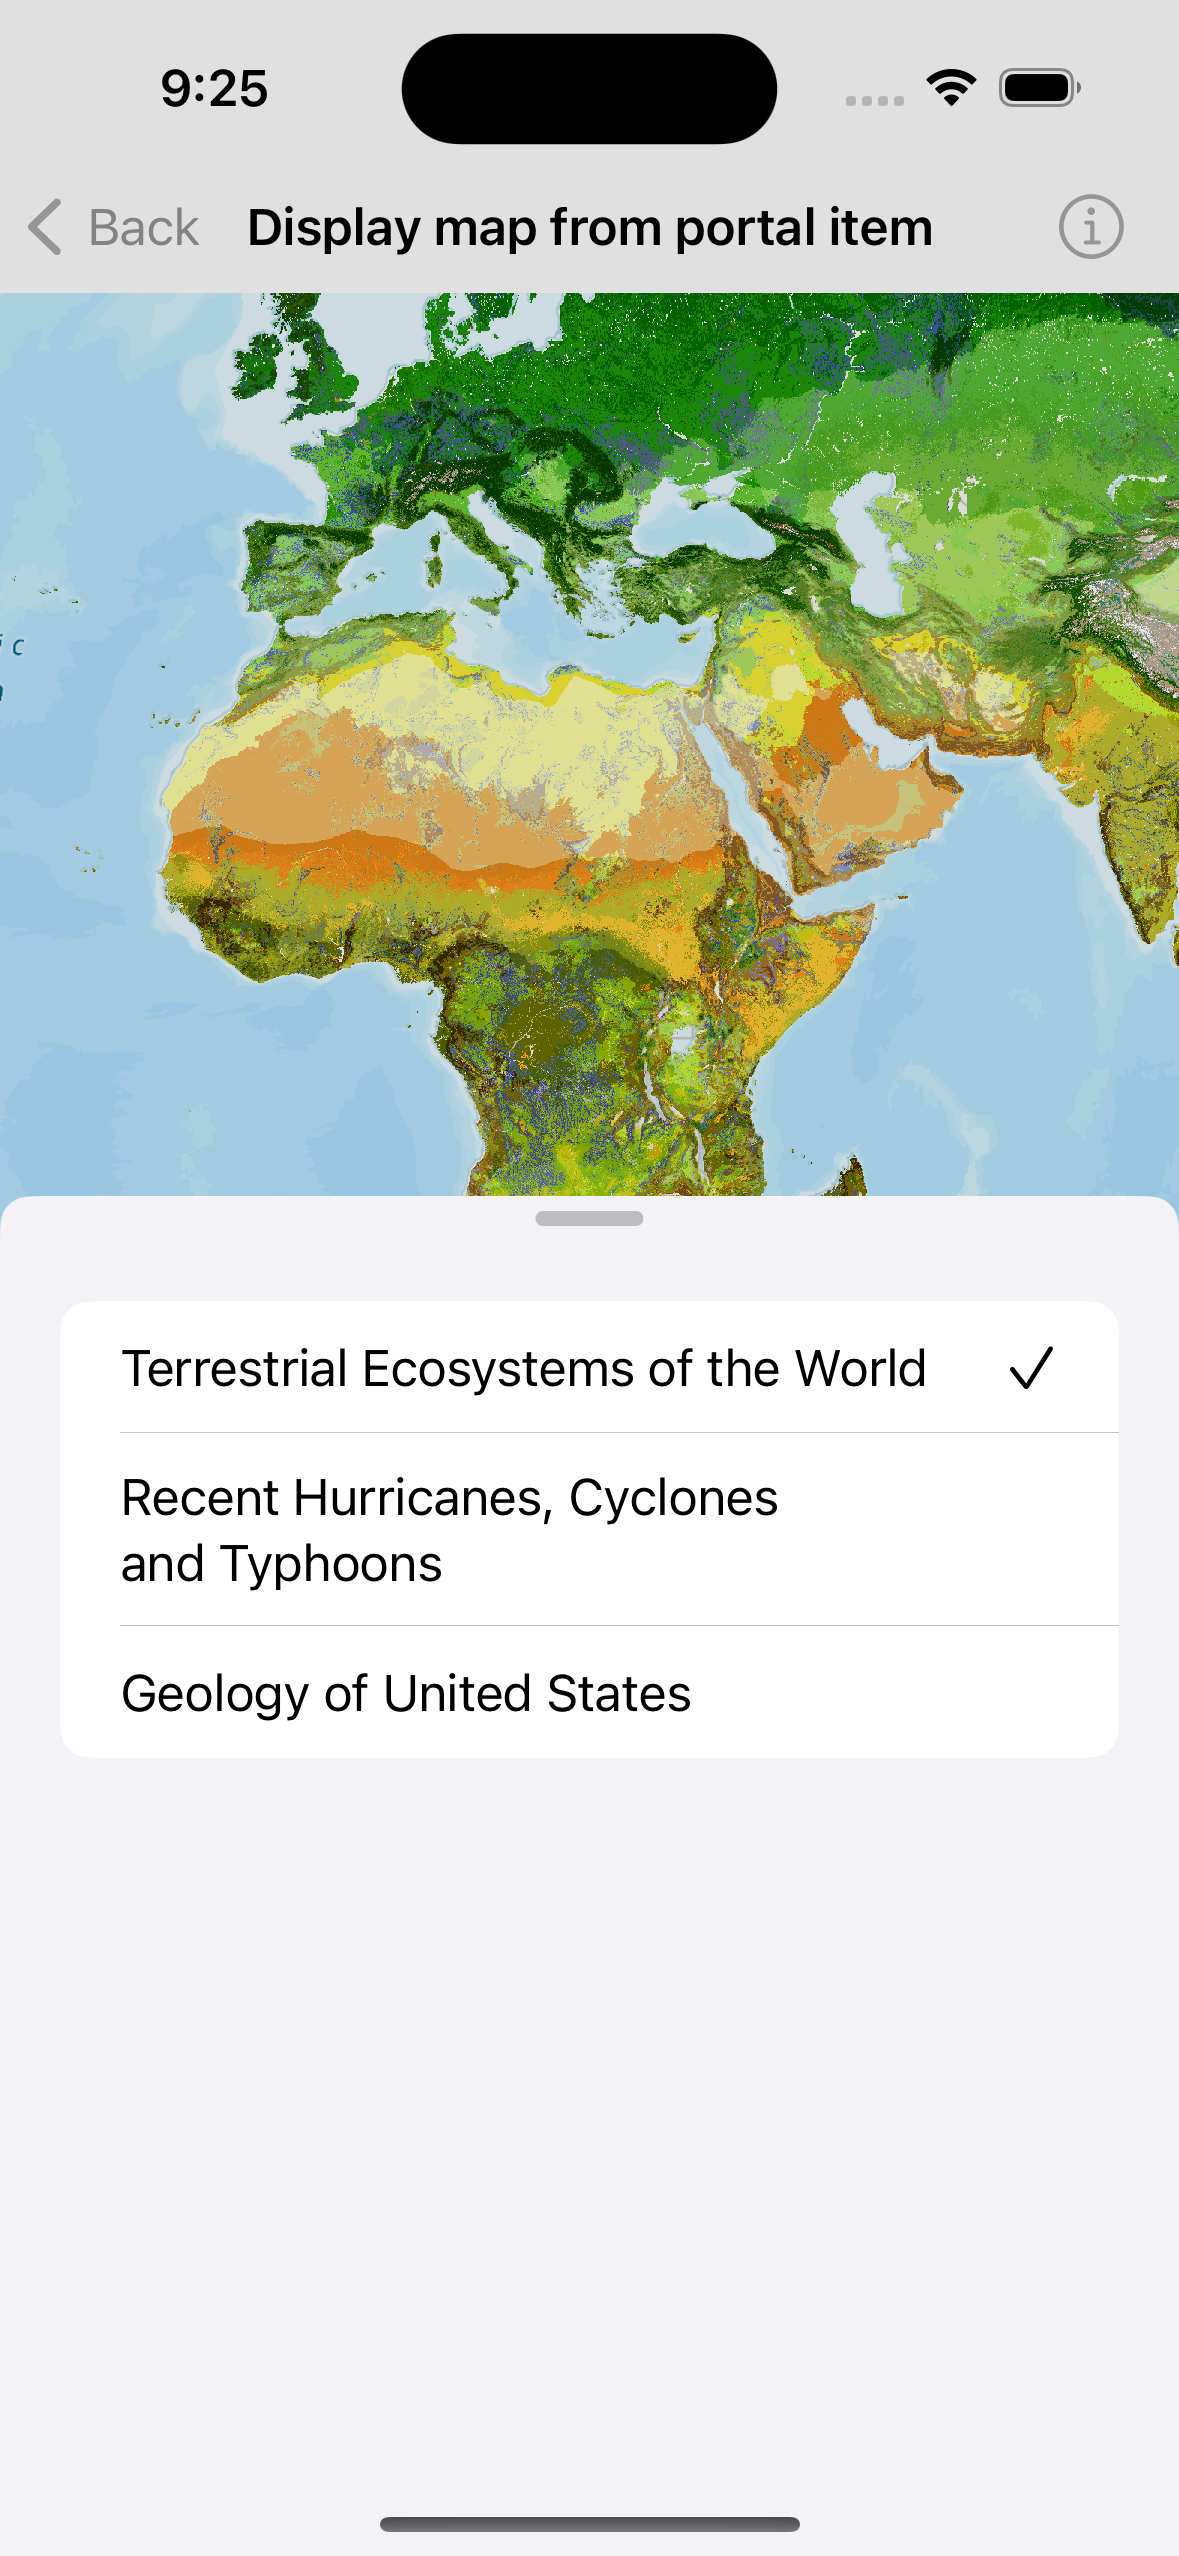 9:25
Back
Display map from portal item
Terrestrial Ecosystems of the World
Recent Hurricanes, Cyclones
and Typhoons
Geology of United States